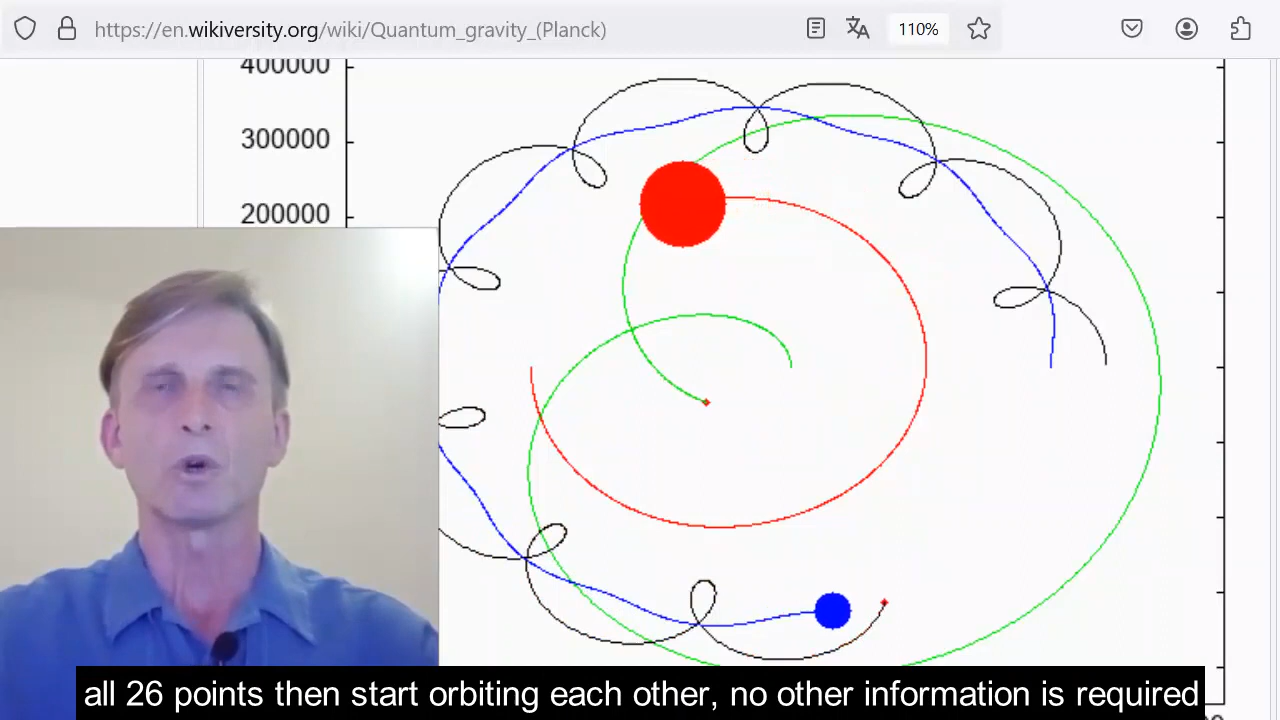 https://en.wikiversity.org/wiki/Quantum_gravity_(Planck)
110%
400000
300000
200000
all 26 points then start orbiting each other, no other information is required